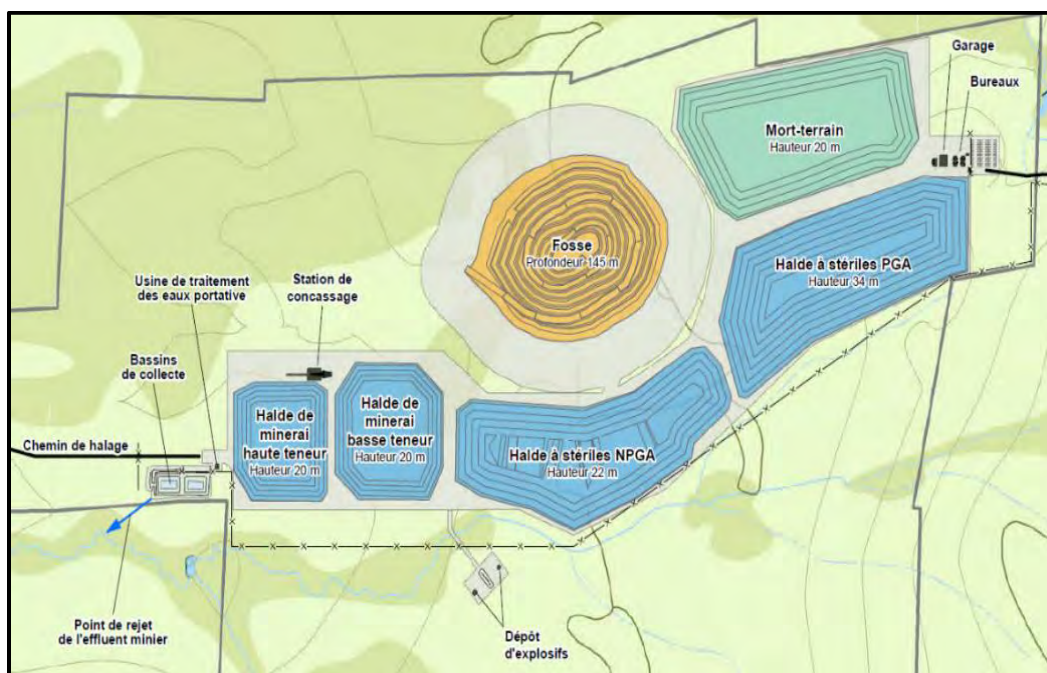 Garage
Bureaux
Mort-terrain
Hauteur 20 m
Fosse
Profondeur 145 m
Halde à stériles PGA
Hauteur 34 m
Usine de traitement
des eaux portative
Station de
concassage
Bassins
de collecte
Halde de
minerai
haute teneur
Hauteur 20 m
Halde de
minerai
basse teneur
Hauteur 20 m
Chemin de halage
Halde à stériles NPGA
Hauteur 22 m
Point de rejet
de l'effluent minier
Dépôt
d'explosifs